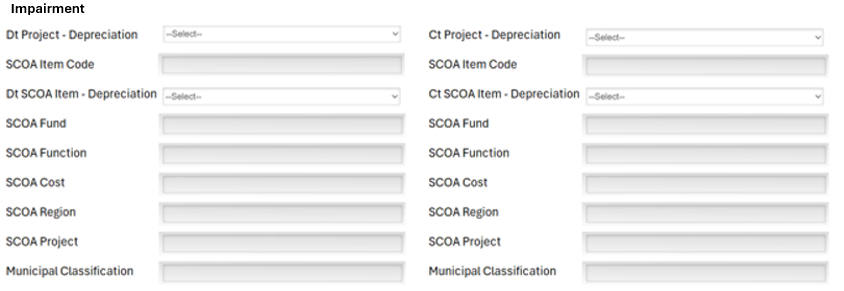 Impairment
Dt Project - Depreciation --Select-- Ct Project - Depreciation --Select--
SCOA Item Code SCOA Item Code
Dt SCOA Item - Depreciation --Select-- Ct SCOA Item - Depreciation --Select--
SCOA Fund SCOA Fund
SCOA Function SCOA Function
SCOA Cost SCOA Cost
SCOA Region SCOA Region
SCOA Project SCOA Project
Municipal Classification Municipal Classification